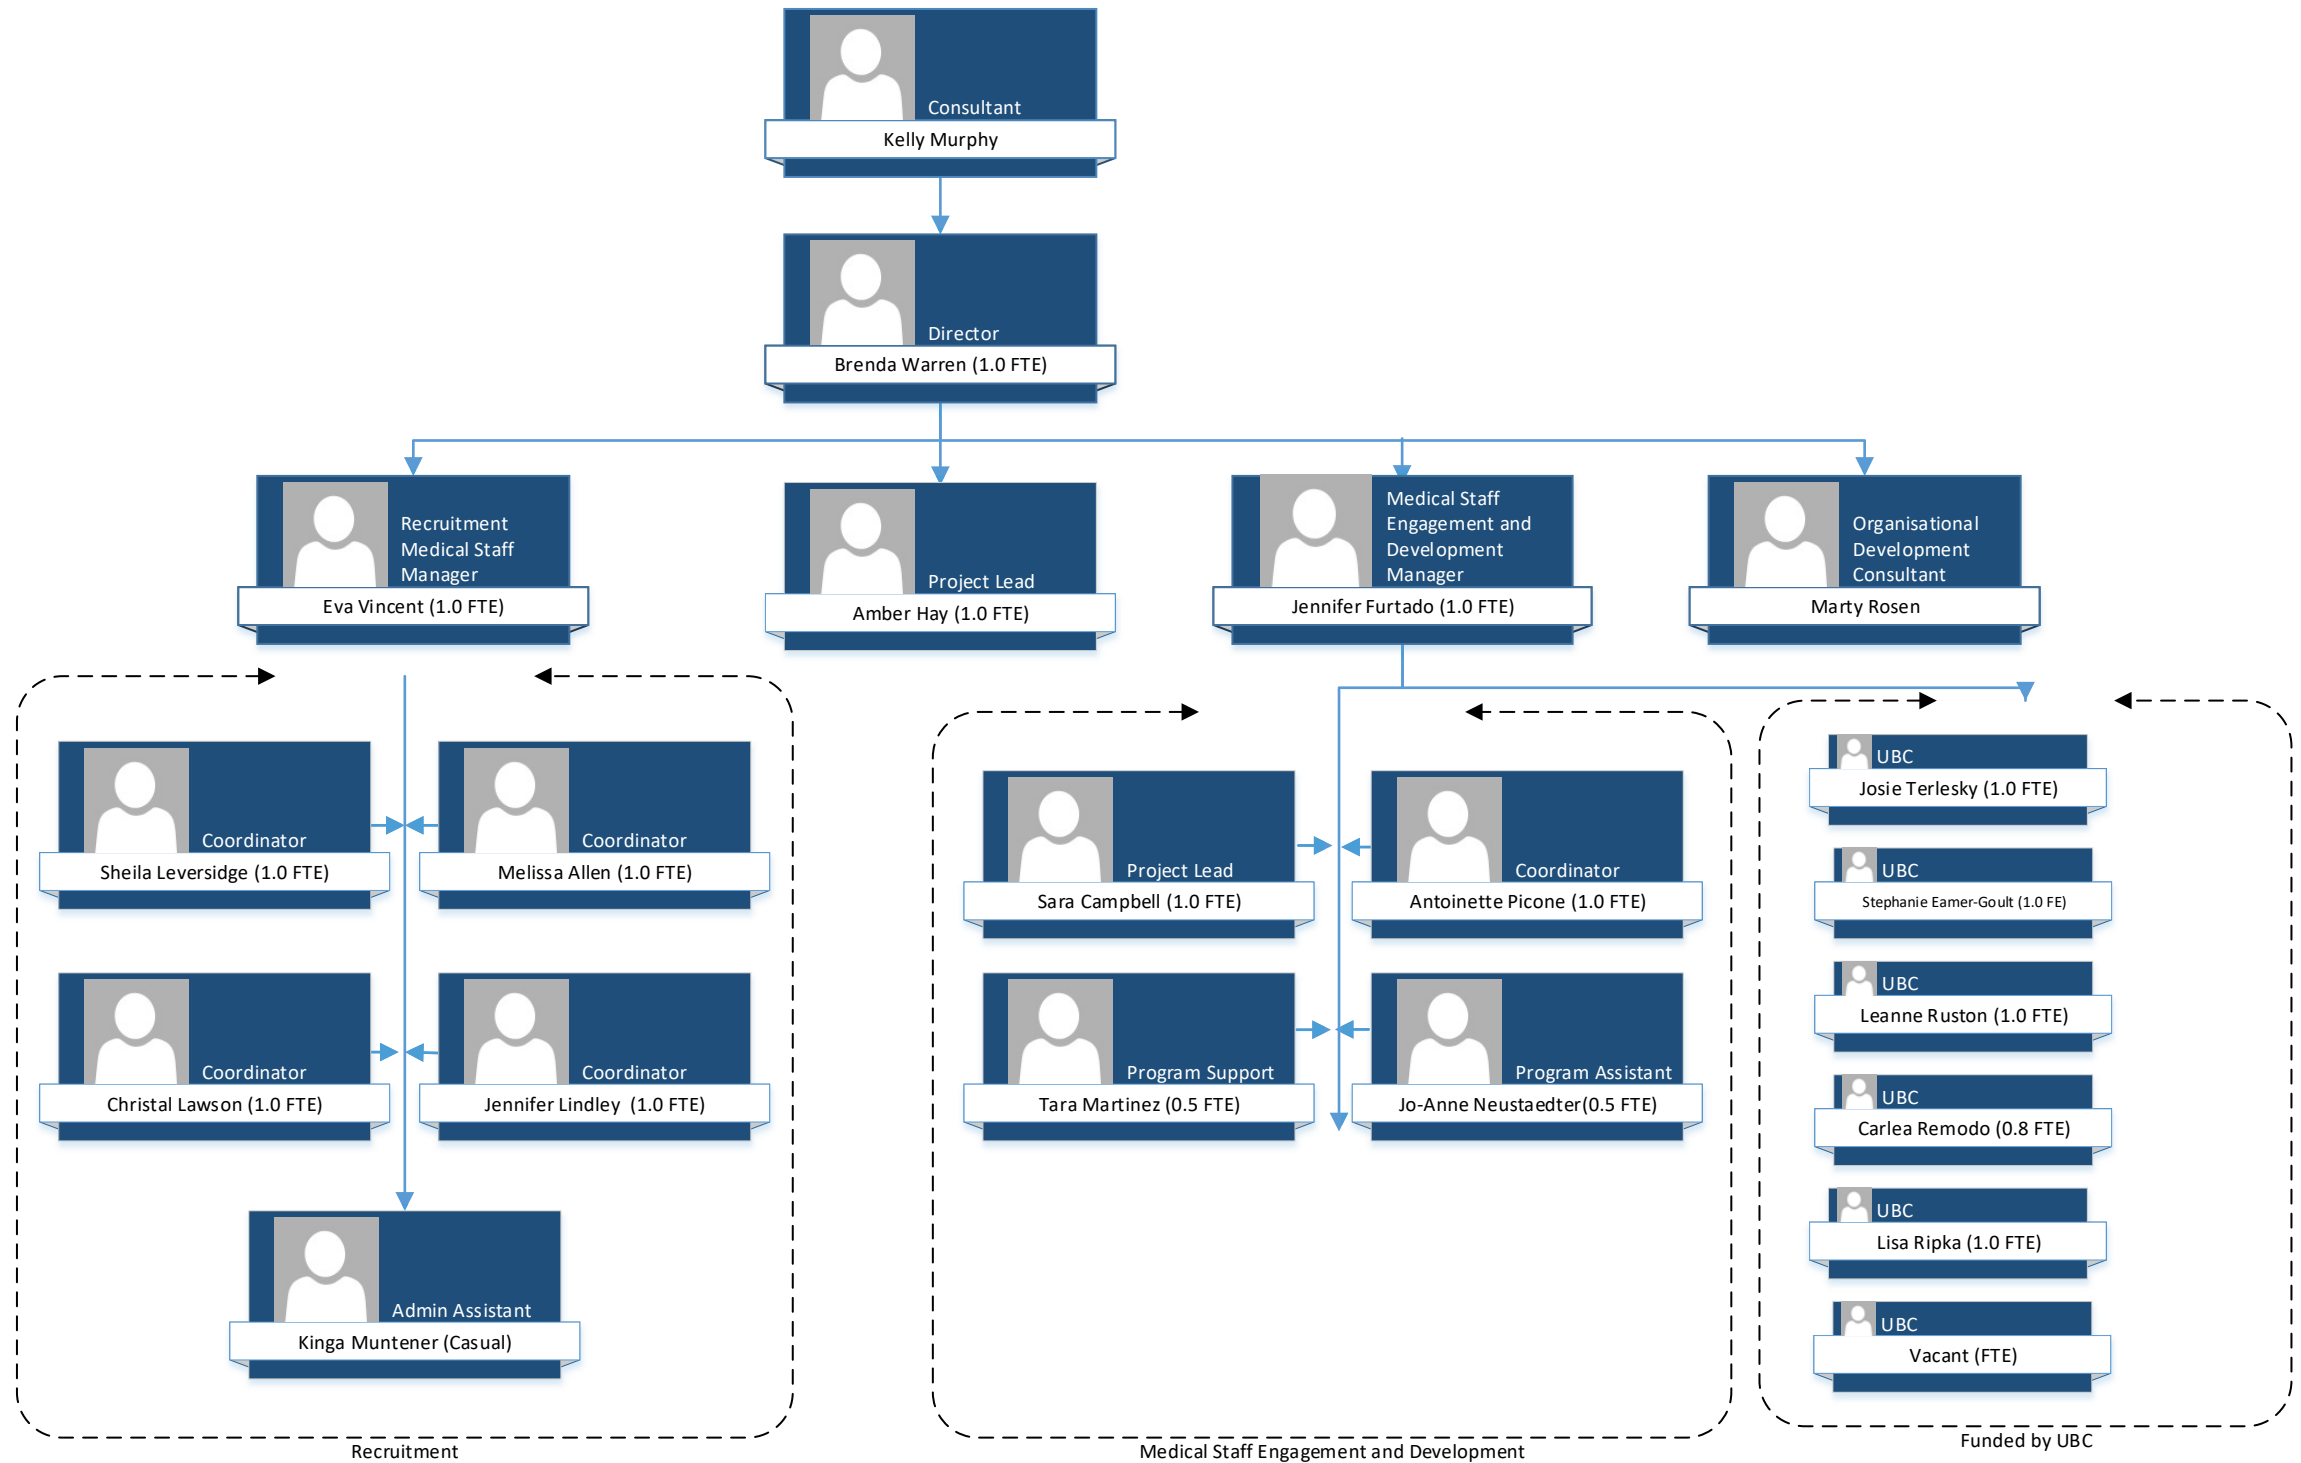 Consultant
Kelly Murphy
Director
Brenda Warren (1.0 FTE)
Recruitment
Medical Staff
Manager
Eva Vincent (1.0 FTE)
Project Lead
Amber Hay (1.0 FTE)
Medical Staff
Engagement and
Development
Manager
Jennifer Furtado (1.0 FTE)
Organisational
Development
Consultant
Marty Rosen
Coordinator
Sheila Leversidge (1.0 FTE)
Coordinator
Melissa Allen (1.0 FTE)
Coordinator
Christal Lawson (1.0 FTE)
Coordinator
Jennifer Lindley (1.0 FTE)
Admin Assistant
Kinga Muntener (Casual)
Recruitment
Project Lead
Sara Campbell (1.0 FTE)
Coordinator
Antoinette Picone (1.0 FTE)
Program Support
Tara Martinez (0.5 FTE)
Program Assistant
Jo-Anne Neustaedter(0.5 FTE)
Medical Staff Engagement and Development
UBC
Josie Terlesky (1.0 FTE)
UBC
Stephanie Eamer-Goult (1.0 FE)
UBC
Leanne Ruston (1.0 FTE)
UBC
Carlea Remodo (0.8 FTE)
UBC
Lisa Ripka (1.0 FTE)
UBC
Vacant (FTE)
Funded by UBC